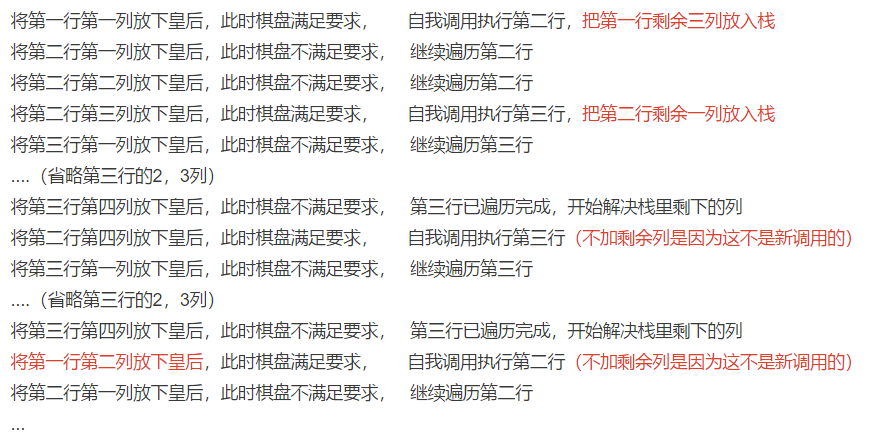 将第一行第一列放下皇后，此时棋盘满足要求， 自我调用执行第二行，把第一行剩余三列放入栈
将第二行第一列放下皇后，此时棋盘不满足要求， 继续遍历第二行
将第二行第二列放下皇后，此时棋盘不满足要求， 继续遍历第二行
将第二行第三列放下皇后，此时棋盘满足要求， 自我调用执行第三行，把第二行剩余一列放入栈
将第三行第一列放下皇后，此时棋盘不满足要求， 继续遍历第三行
....（省略第三行的2，3列）
将第三行第四列放下皇后，此时棋盘不满足要求， 第三行已遍历完成，开始解决栈里剩下的列
将第二行第四列放下皇后，此时棋盘满足要求， 自我调用执行第三行（不加剩余列是因为这不是新调用的）
将第三行第一列放下皇后，此时棋盘不满足要求， 继续遍历第三行
....（省略第三行的2，3列）
将第三行第四列放下皇后，此时棋盘不满足要求， 第三行已遍历完成，开始解决栈里剩下的列
将第一行第二列放下皇后，此时棋盘满足要求， 自我调用执行第二行（不加剩余列是因为这不是新调用的）
将第二行第一列放下皇后，此时棋盘不满足要求， 继续遍历第二行
...